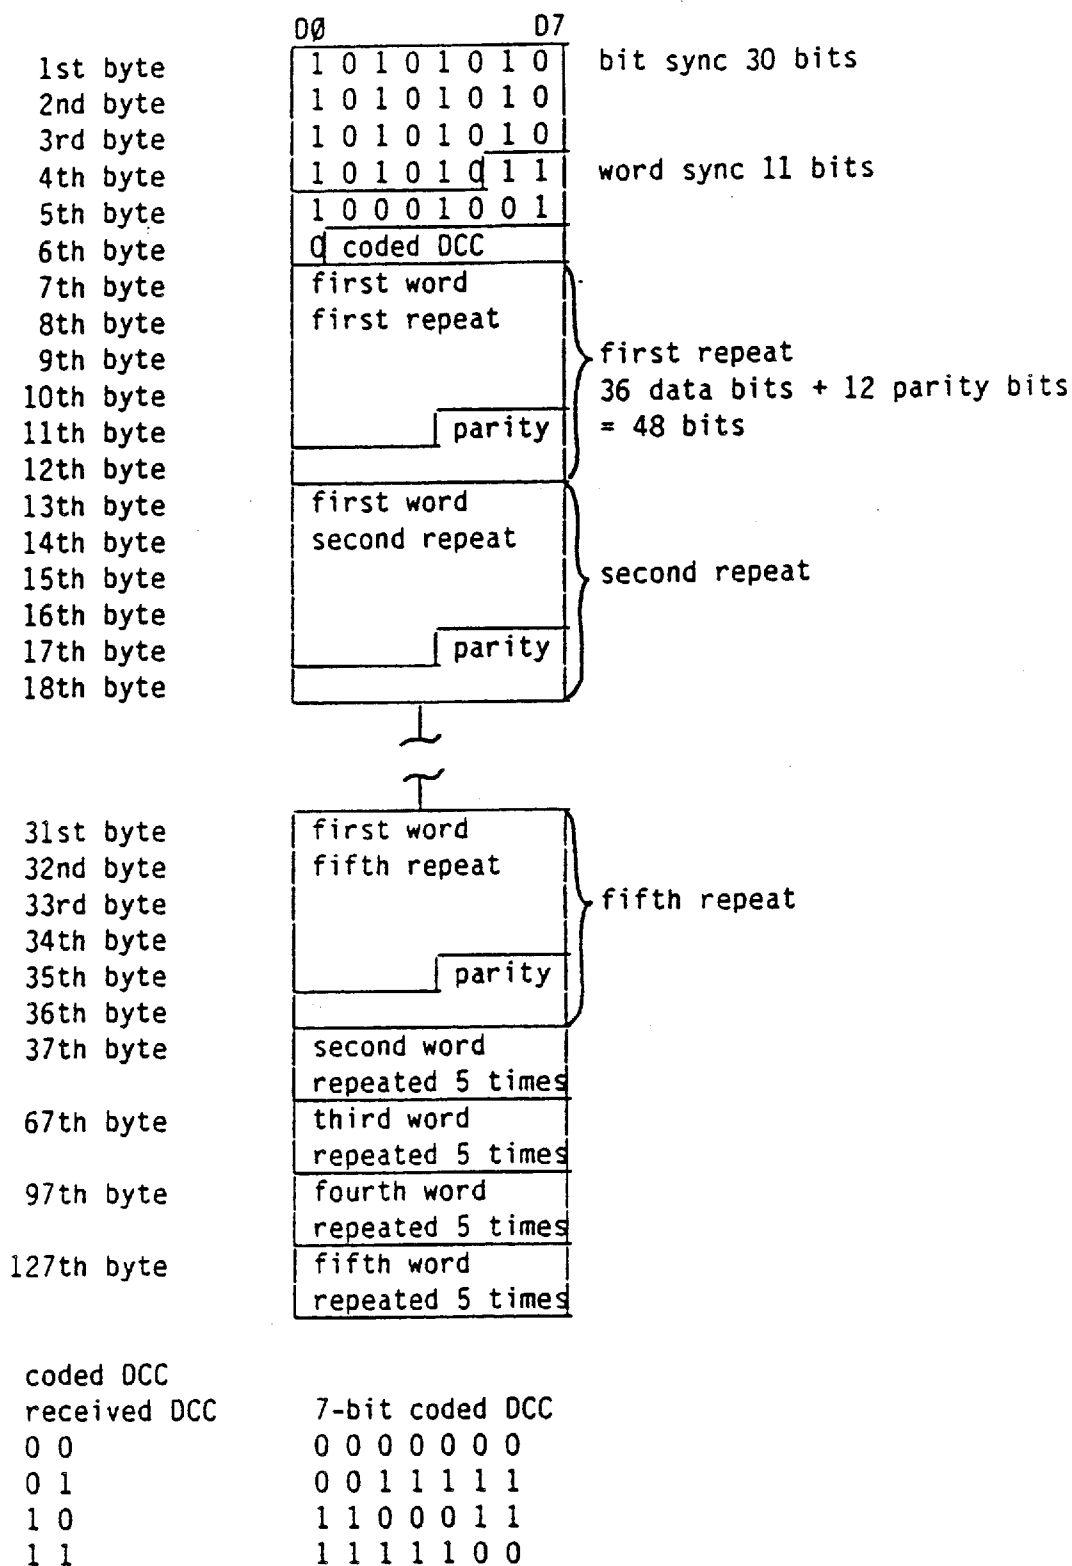 DØ D7
1st byte 1 0 1 0 1 0 1 0 bit sync 30 bits
2nd byte 1 0 1 0 1 0 1 0
3rd byte 1 0 1 0 1 0 1 0
4th byte 1 0 1 0 1 0 1 1 word sync 11 bits
5th byte 1 0 0 0 1 0 0 1
6th byte 0 coded DCC
7th byte first word
8th byte first repeat
9th byte first repeat
10th byte 36 data bits + 12 parity bits
11th byte parity = 48 bits
12th byte
13th byte first word
14th byte second repeat
15th byte second repeat
16th byte
17th byte parity
18th byte
31st byte first word
32nd byte fifth repeat
33rd byte fifth repeat
34th byte
35th byte parity
36th byte
37th byte second word
repeated 5 times
67th byte third word
repeated 5 times
97th byte fourth word
repeated 5 times
127th byte fifth word
repeated 5 times
coded DCC
received DCC 7-bit coded DCC
0 0 0 0 0 0 0 0 0
0 1 0 0 1 1 1 1 1
1 0 1 1 0 0 0 1 1
1 1 1 1 1 1 1 0 0